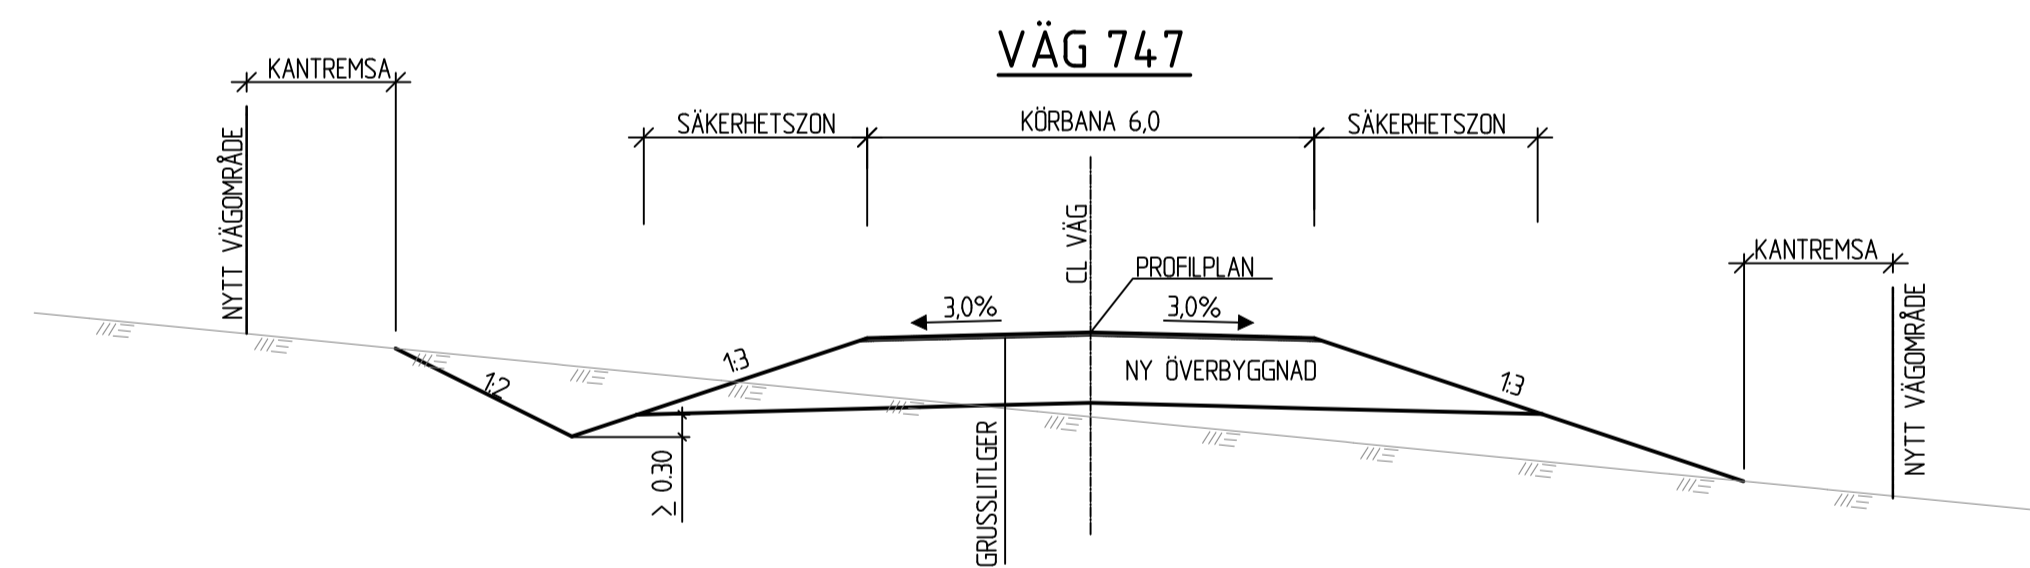 VÄG 747
KANTREMSA
SÄKERHETSZON
KÖRBANA 6,0
SÄKERHETSZON
NYTT VÄGOMRÅDE
CL VÄG
PROFILPLAN
KANTREMSA
NYTT VÄGOMRÅDE
3,0%
3,0%
1:2
1:3
NY ÖVERBYGGNAD
1:3
≥ 0.30
GRUSSLITLGER